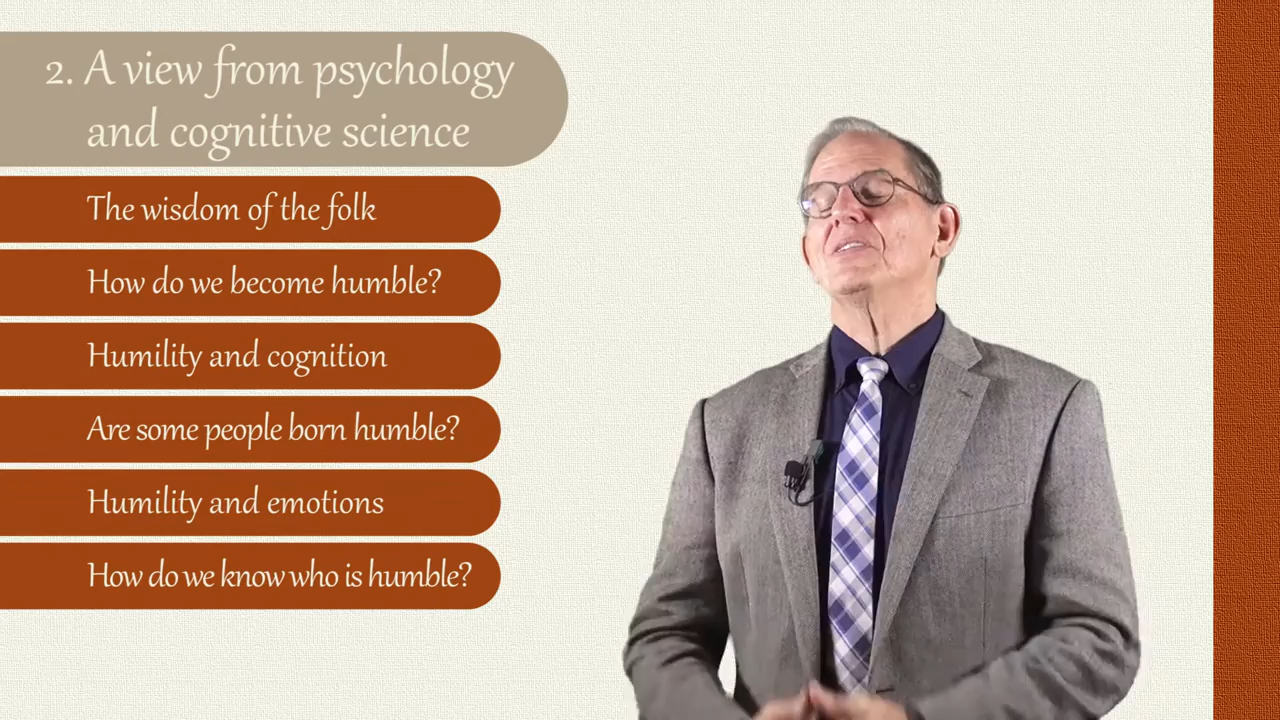 2. A view from psychology
and cognitive science
The wisdom of the folk
How do we become humble?
Humility and cognition
Are some people born humble?
Humility and emotions
How do we know who is humble?